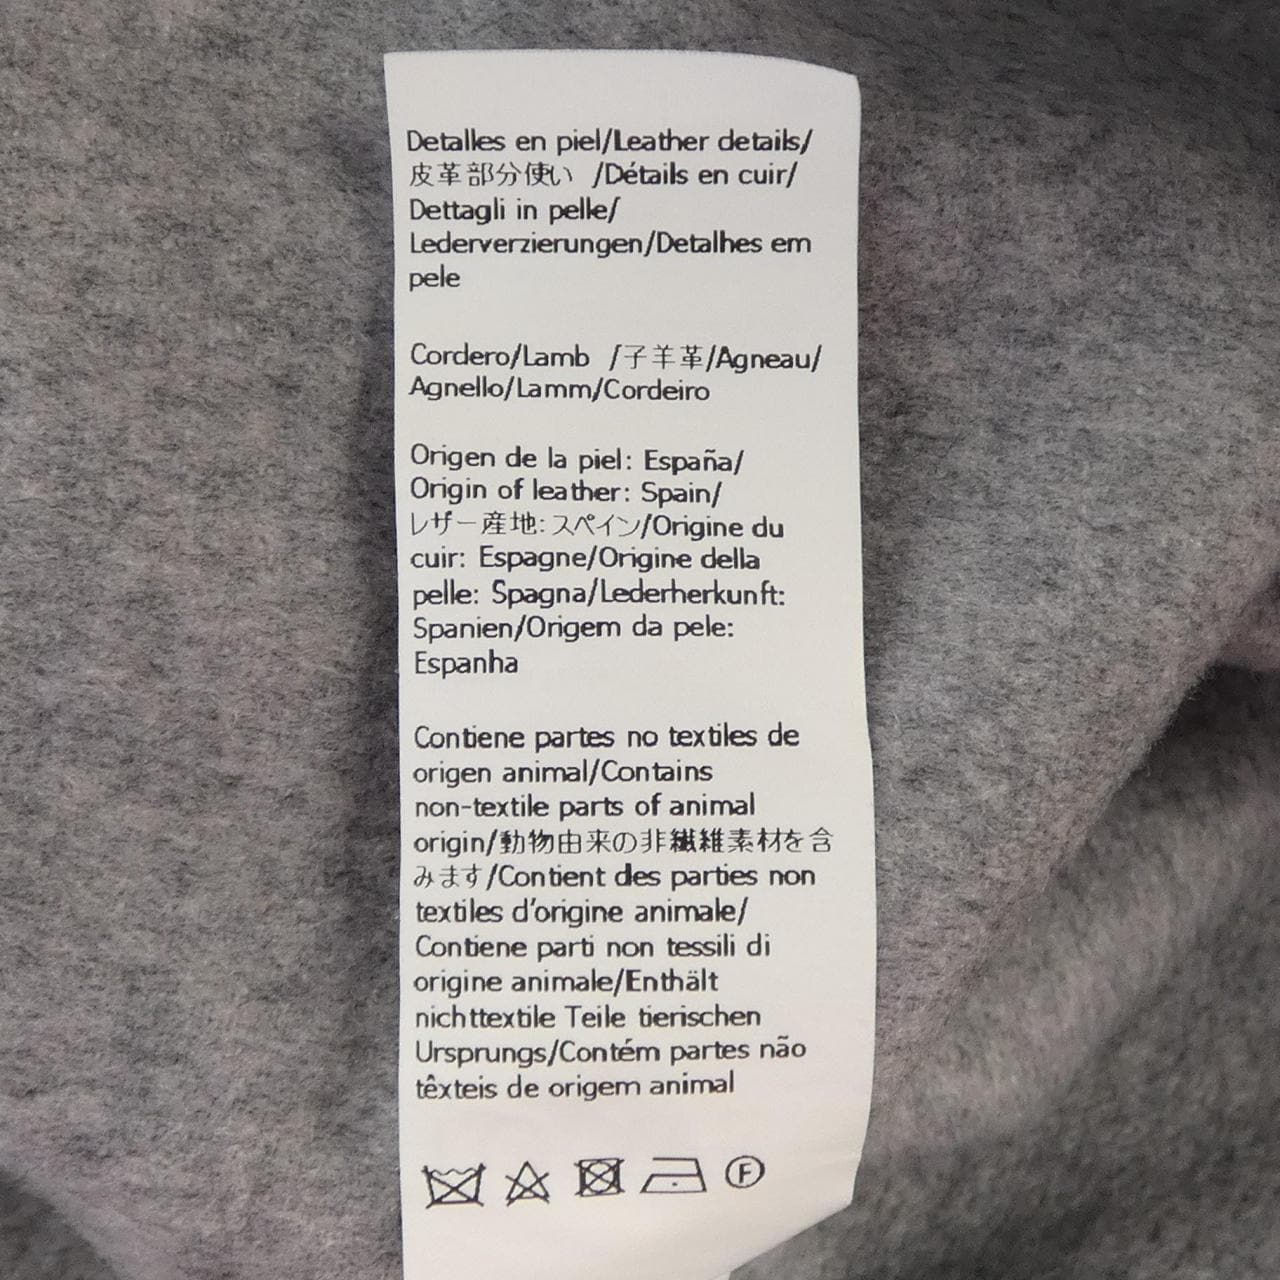 Detalles en piel/Leather details/
皮革部分使い /Détails en cuir/
Dettagli in pelle/
Lederverzierungen/Detalhes em
pele
Cordero/Lamb /子羊革/Agneau/
Agnello/Lamm/Cordeiro
Origen de la piel: España/
Origin of leather: Spain/
レザー産地: スペイン/Origine du
cuir: Espagne/Origine della
pelle: Spagna/Lederherkunft:
Spanien/Origem da pele:
Espanha
Contiene partes no textiles de
origen animal/Contains
non-textile parts of animal
origin/動物由来の非繊維素材を含
みます/Contient des parties non
textiles d'origine animale/
Contiene parti non tessili di
origine animale/Enthält
nichttextile Teile tierischen
Ursprungs/Contém partes não
têxteis de origem animal
F